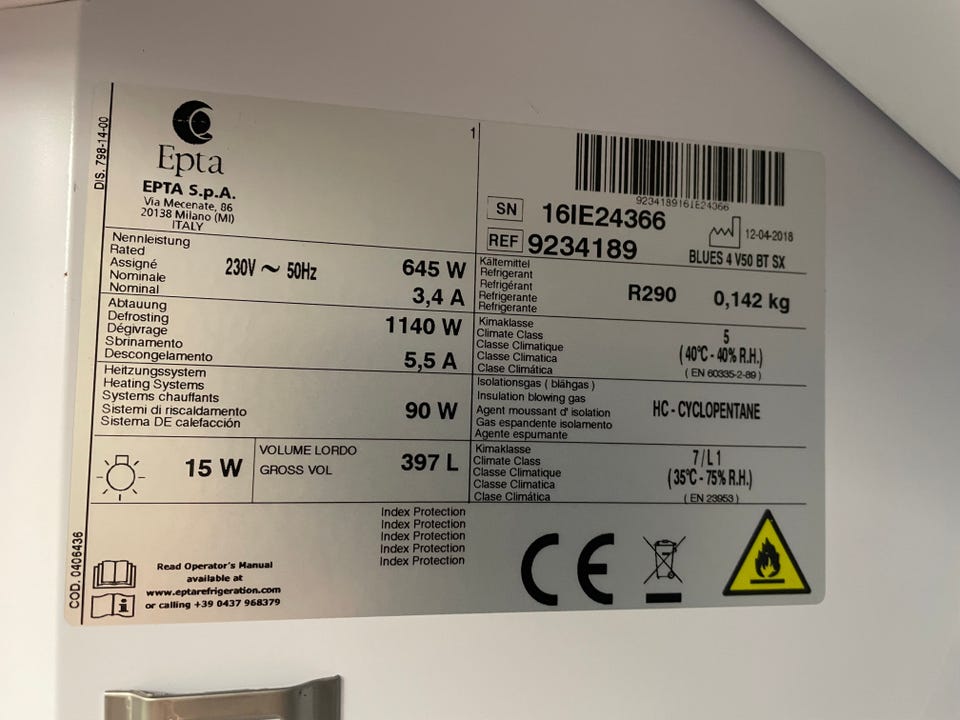 DIS. 798-14-00
Epta
EPTA S.p.A.
Via Mecenate, 86
20138 Milano (MI)
ITALY
1
9234189161E24366
SN 16IE24366
REF 9234189
12-04-2018
BLUES 4 V50 BT SX
Nennleistung
Rated
Assigné
Nominale
Nominal
230V ~ 50Hz
645 W
3,4 A
Kältemittel
Refrigerant
Refrigérant
Refrigerante
Refrigerante
R290 0,142 kg
Abtauung
Defrosting
Dégivrage
Sbrinamento
Descongelamento
1140 W
5,5 A
Kimaklasse
Climate Class
Classe Climatique
Classe Climatica
Clase Climática
5
(40°C - 40% R.H.)
( EN 60335-2-89 )
Heitzungssystem
Heating Systems
Systems chauffants
Sistemi di riscaldamento
Sistema DE calefacción
90 W
Isolationsgas ( blähgas )
Insulation blowing gas
Agent moussant d' isolation
Gas espandente isolamento
Agente espumante
HC - CYCLOPENTANE
15 W
VOLUME LORDO
GROSS VOL
397 L
Kimaklasse
Climate Class
Classe Climatique
Classe Climatica
Clase Climática
7 / L 1
(35°C - 75% R.H.)
( EN 23953 )
Index Protection
Index Protection
Index Protection
Index Protection
Index Protection
COD. 0406436
Read Operator's Manual
available at
www.eptarefrigeration.com
or calling +39 0437 968379
CE